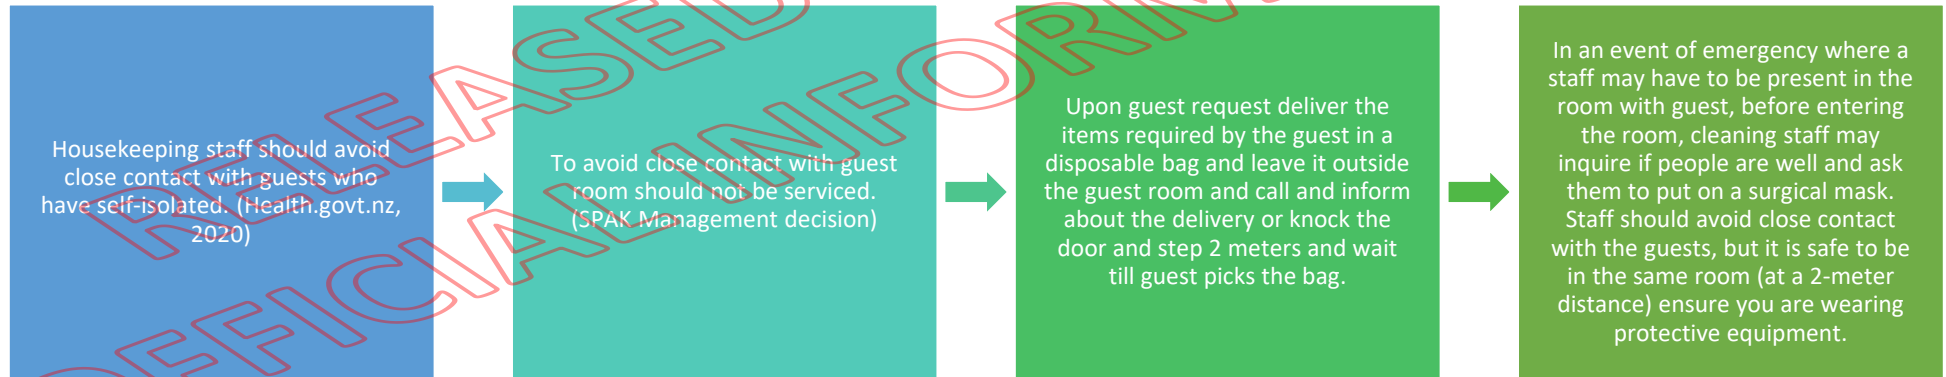 Housekeeping staff should avoid
close contact with guests who
have self-isolated. (Health.govt.nz,
2020)
To avoid close contact with guest
room should not be serviced.
(SPAK Management decision)
Upon guest request deliver the
items required by the guest in a
disposable bag and leave it outside
the guest room and call and inform
about the delivery or knock the
door and step 2 meters and wait
till guest picks the bag.
In an event of emergency where a
staff may have to be present in the
room with guest, before entering
the room, cleaning staff may
inquire if people are well and ask
them to put on a surgical mask.
Staff should avoid close contact
with the guests, but it is safe to be
in the same room (at a 2-meter
distance) ensure you are wearing
protective equipment.
RELEASED
OFFICIAL INFORM